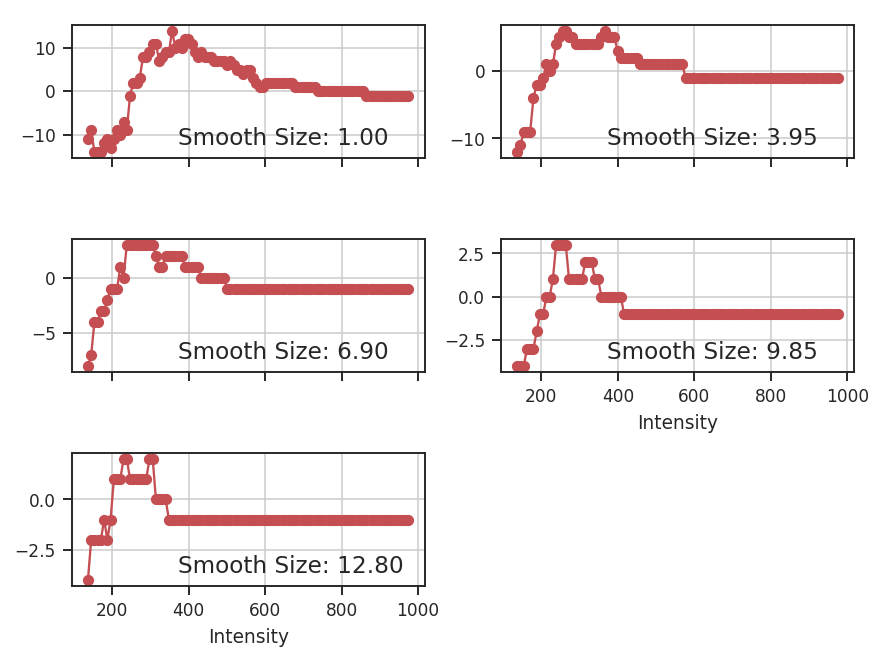 10
0
−10
Smooth Size: 1.00
0
−10
Smooth Size: 3.95
0
−5
Smooth Size: 6.90
2.5
0.0
−2.5
Smooth Size: 9.85
200 400 600 800 1000
Intensity
0.0
−2.5
Smooth Size: 12.80
200 400 600 800 1000
Intensity